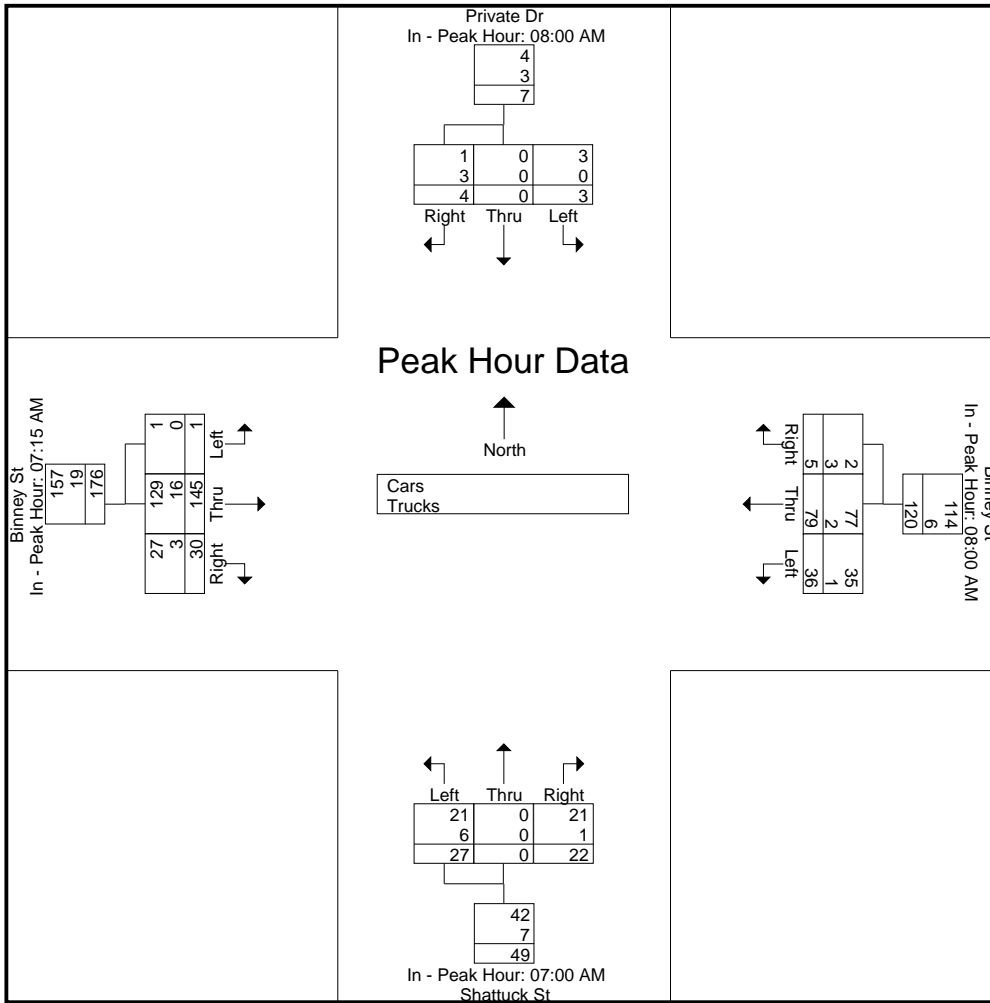 Private Dr
In - Peak Hour: 08:00 AM
4
3
7
1 0 3
3 0 0
4 0 3
Right Thru Left
Peak Hour Data
North
Cars
Trucks
Binney St
In - Peak Hour: 07:15 AM
157
19
176
1 0 1
129 16 145
27 3 30
Left
Thru
Right
Binney St
In - Peak Hour: 08:00 AM
114
6
120
2 3 5
77 2 79
35 1 36
Right
Thru
Left
Left Thru Right
21 0 21
6 0 1
27 0 22
42
7
49
In - Peak Hour: 07:00 AM
Shattuck St